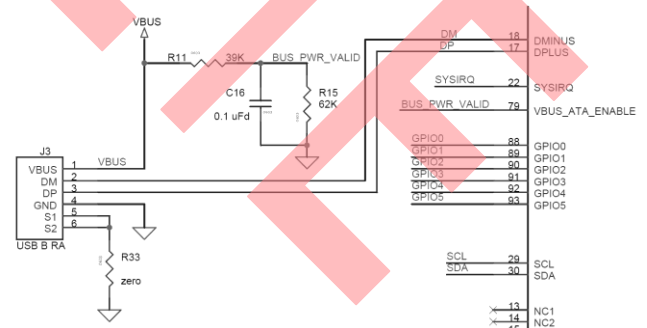 VBUS
R11 39K BUS_PWR_VALID
C16
0.1 uFd
R15
62K
J3
VBUS 1 VBUS
DM 2
DP 3
GND 4
S1 5
S2 6
USB B RA
R33
zero
DM 18 DMINUS
DP 17 DPLUS
SYSIRQ 22 SYSIRQ
BUS_PWR_VALID 79 VBUS_ATA_ENABLE
GPIO0 88 GPIO0
GPIO1 89 GPIO1
GPIO2 90 GPIO2
GPIO3 91 GPIO3
GPIO4 92 GPIO4
GPIO5 93 GPIO5
SCL 29 SCL
SDA 30 SDA
13 NC1
14 NC2